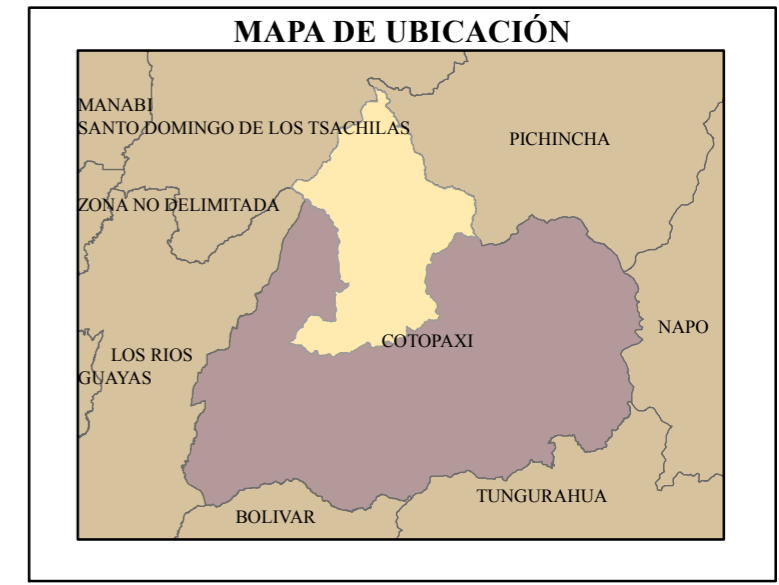 MAPA DE UBICACIÓN
MANABI
SANTO DOMINGO DE LOS TSACHILAS
PICHINCHA
ZONA NO DELIMITADA
NAPO
COTOPAXI
LOS RIOS
GUAYAS
TUNGURAHUA
BOLIVAR